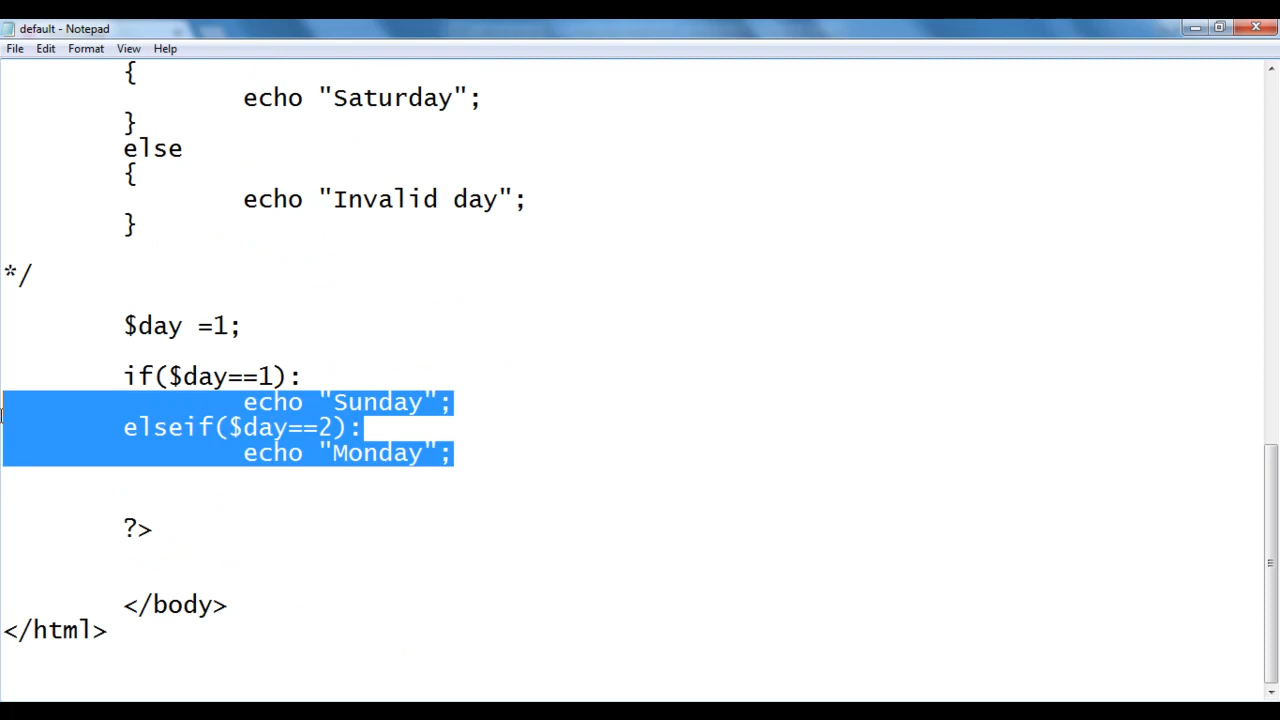 default - Notepad
File Edit Format View Help
{
echo "Saturday";
}
else
{
echo "Invalid day";
}
*/
$day =1;
if($day==1):
echo "Sunday";
elseif($day==2):
echo "Monday";
?>
</body>
</html>